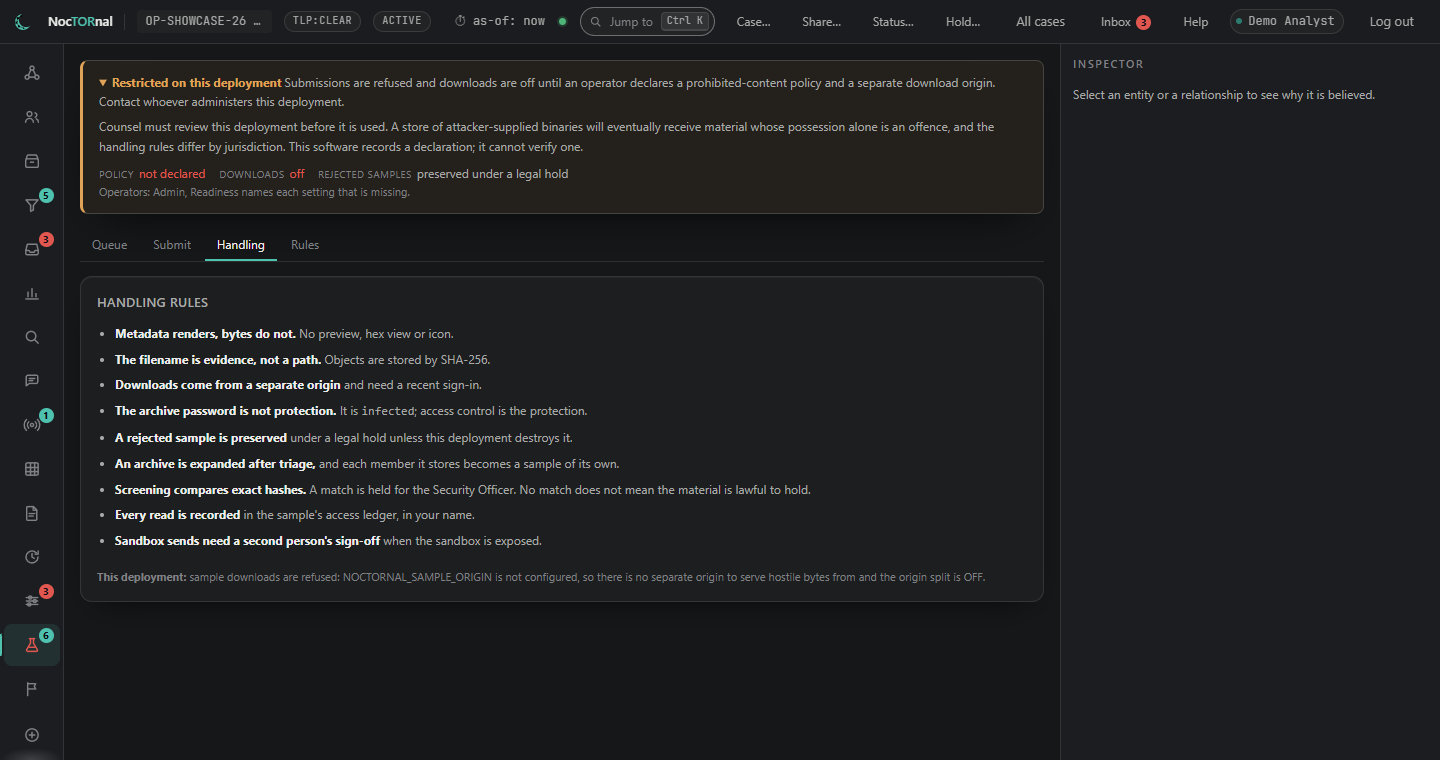 NocTORnal
OP-SHOWCASE-26 …
TLP:CLEAR
ACTIVE
as-of: now
Jump to
Ctrl K
Case...
Share...
Status...
Hold...
All cases
Inbox 3
Help
Demo Analyst
Log out
▼ Restricted on this deployment Submissions are refused and downloads are off until an operator declares a prohibited-content policy and a separate download origin.
Contact whoever administers this deployment.
Counsel must review this deployment before it is used. A store of attacker-supplied binaries will eventually receive material whose possession alone is an offence, and the
handling rules differ by jurisdiction. This software records a declaration; it cannot verify one.
POLICY not declared DOWNLOADS off REJECTED SAMPLES preserved under a legal hold
Operators: Admin, Readiness names each setting that is missing.
Queue
Submit
Handling
Rules
HANDLING RULES
• Metadata renders, bytes do not. No preview, hex view or icon.
• The filename is evidence, not a path. Objects are stored by SHA-256.
• Downloads come from a separate origin and need a recent sign-in.
• The archive password is not protection. It is infected; access control is the protection.
• A rejected sample is preserved under a legal hold unless this deployment destroys it.
• An archive is expanded after triage, and each member it stores becomes a sample of its own.
• Screening compares exact hashes. A match is held for the Security Officer. No match does not mean the material is lawful to hold.
• Every read is recorded in the sample's access ledger, in your name.
• Sandbox sends need a second person's sign-off when the sandbox is exposed.
This deployment: sample downloads are refused: NOCTORNAL_SAMPLE_ORIGIN is not configured, so there is no separate origin to serve hostile bytes from and the origin split is OFF.
INSPECTOR
Select an entity or a relationship to see why it is believed.
5
3
1
3
6